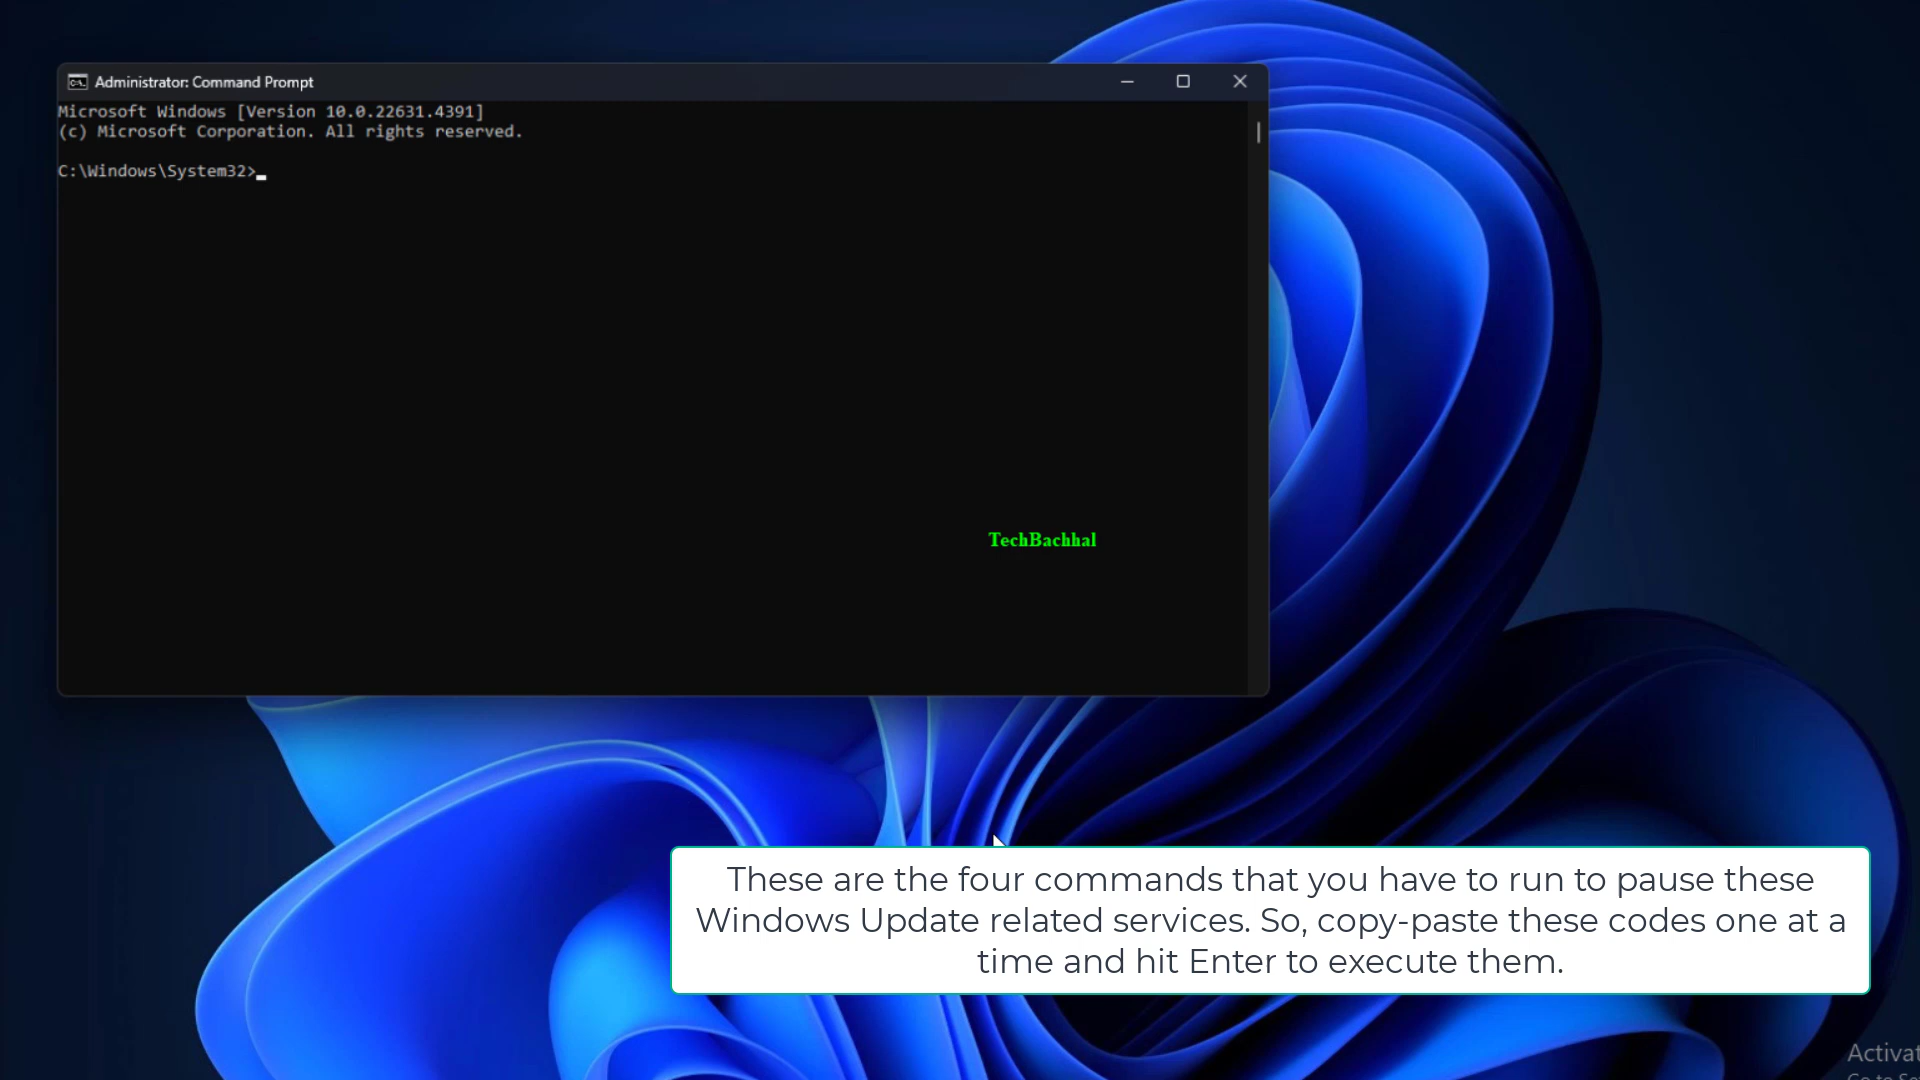 Administrator: Command Prompt
Microsoft Windows [Version 10.0.22631.4391]
(c) Microsoft Corporation. All rights reserved.
C:\Windows\System32>
TechBachhal
These are the four commands that you have to run to pause these
Windows Update related services. So, copy-paste these codes one at a
time and hit Enter to execute them.
Activat